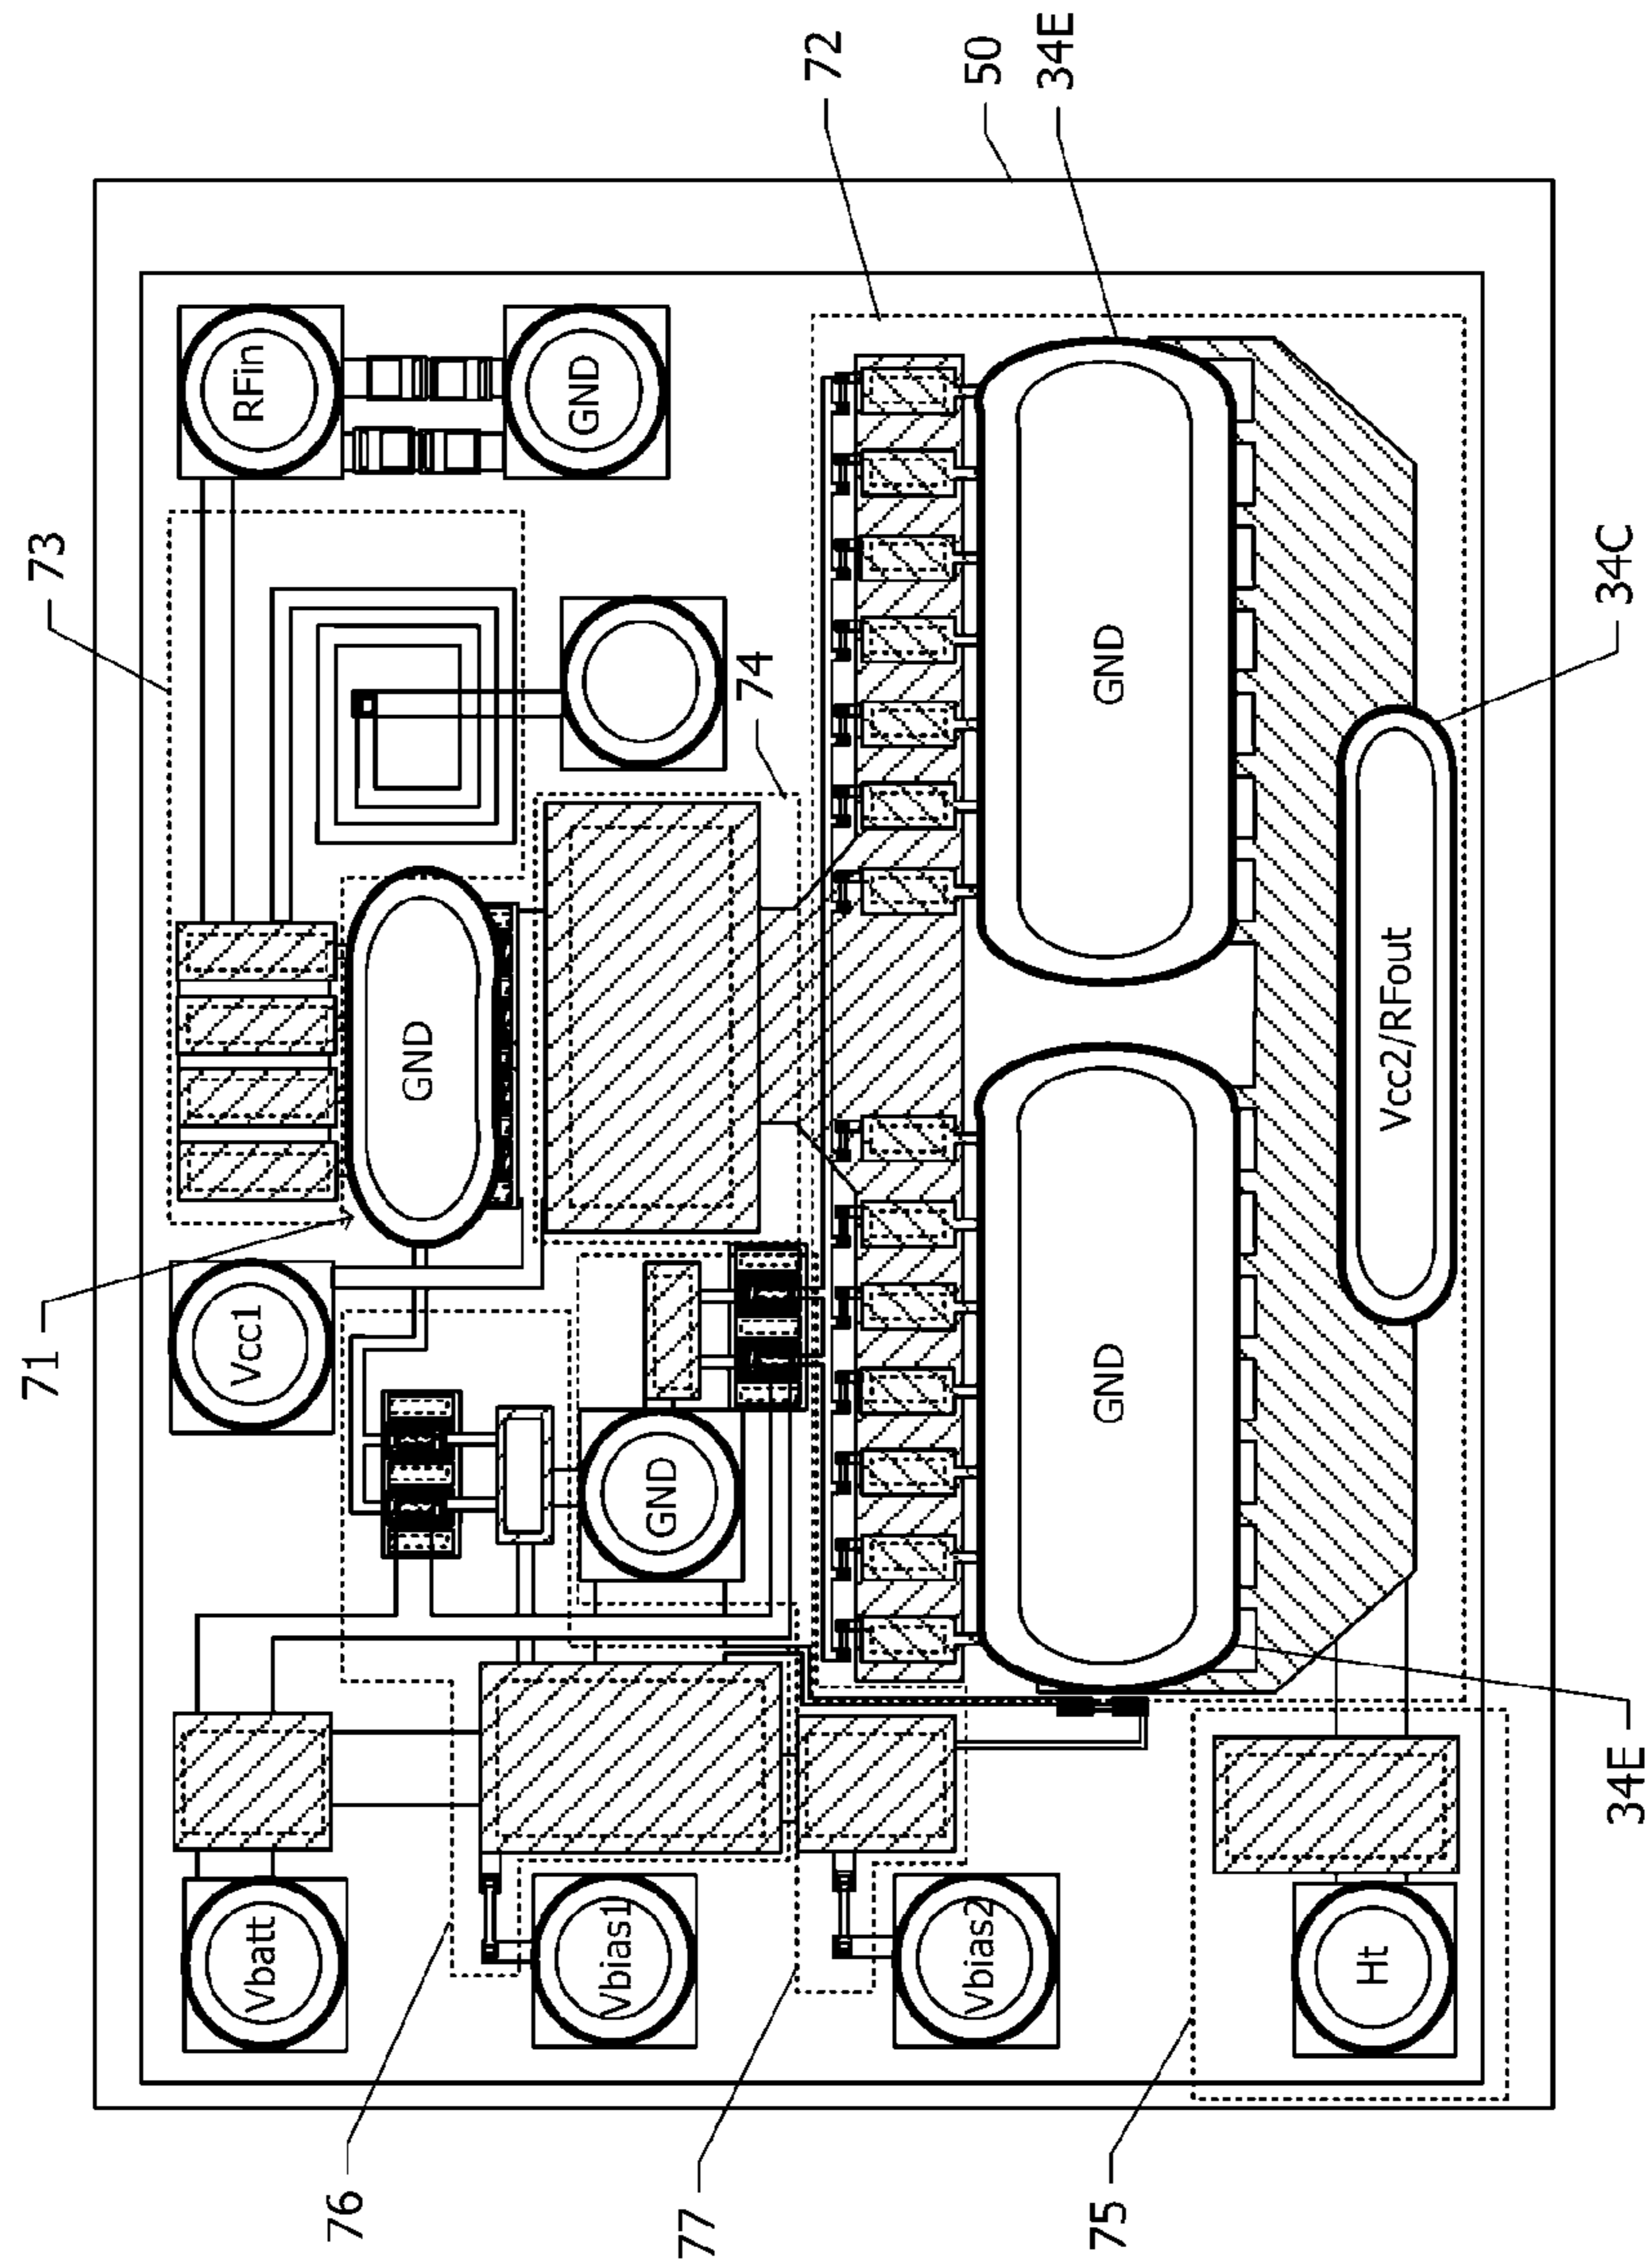 71
73
Vbatt
Vcc1
RFin
76
GND
GND
Vbias1
GND
77
74
72
Vbias2
50
34E
75
GND
GND
Ht
Vcc2/RFout
34E
34C